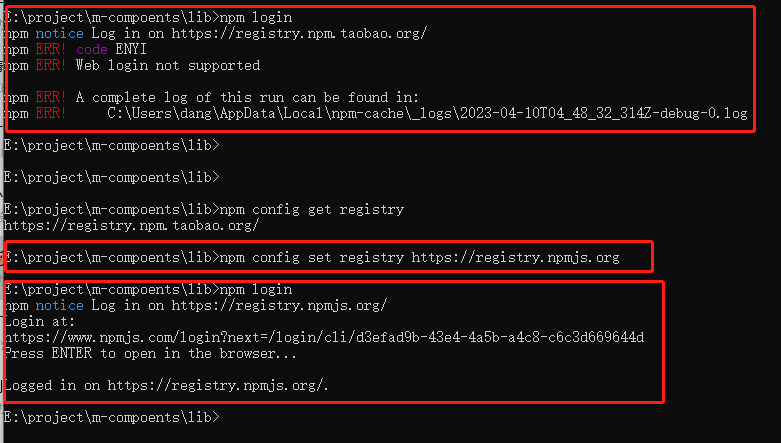 E:\project\m-compoents\lib>npm login
npm notice Log in on https://registry.npm.taobao.org/
npm ERR! code ENYI
npm ERR! Web login not supported
npm ERR! A complete log of this run can be found in:
npm ERR!     C:\Users\dang\AppData\Local\npm-cache\_logs\2023-04-10T04_48_32_314Z-debug-0.log
E:\project\m-compoents\lib>
E:\project\m-compoents\lib>
E:\project\m-compoents\lib>npm config get registry
https://registry.npm.taobao.org/
E:\project\m-compoents\lib>npm config set registry https://registry.npmjs.org
E:\project\m-compoents\lib>npm login
npm notice Log in on https://registry.npmjs.org/
Login at:
https://www.npmjs.com/login?next=/login/cli/d3efad9b-43e4-4a5b-a4c8-c6c3d669644d
Press ENTER to open in the browser...
Logged in on https://registry.npmjs.org/.
E:\project\m-compoents\lib>